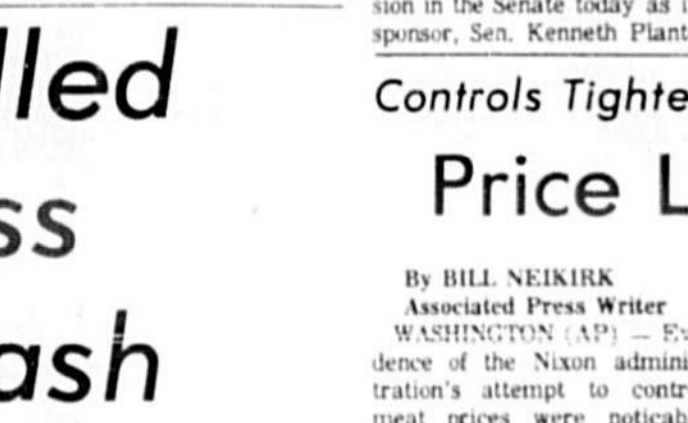 lled
ss
ash
sion in the Senate today as i
sponsor, Sen. Kenneth Plant
Controls Tighte
Price L
By BILL NEIKIRK
Associated Press Writer
WASHINGTON (AP) — Ev
dence of the Nixon admini
tration's attempt to contr
meat prices were noticab